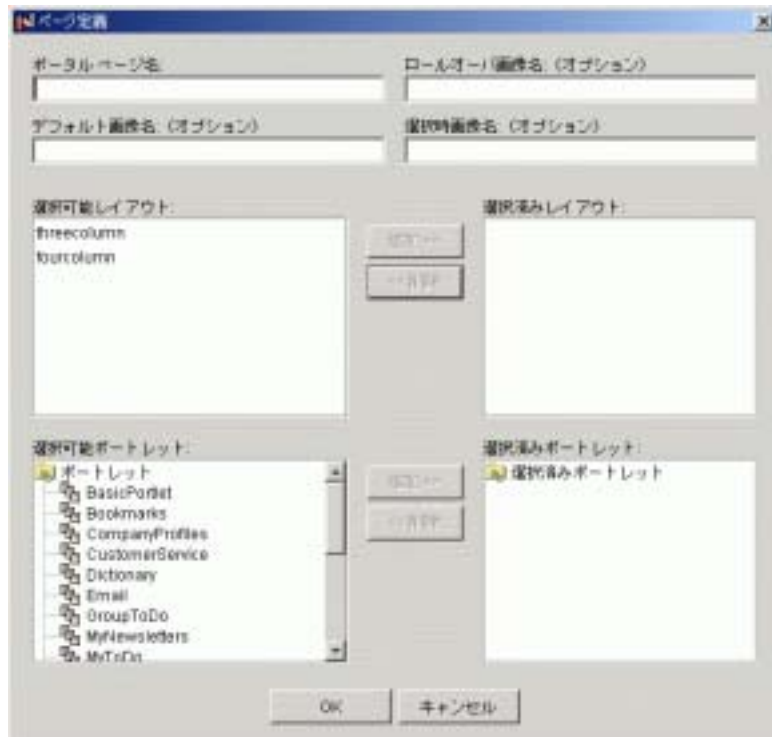 ページ定義
ポータル ページ名:
ロールオーバ画像名: (オプション)
デフォルト画像名: (オプション)
選択時画像名: (オプション)
選択可能レイアウト:
選択済みレイアウト:
threecolumn
fourcolumn
選択可能ポートレット:
選択済みポートレット:
ポートレット
選択済みポートレット
BasicPortlet
Bookmarks
CompanyProfiles
CustomerService
Dictionary
Email
GroupToDo
MyNewsletters
MyToDo
OK
キャンセル